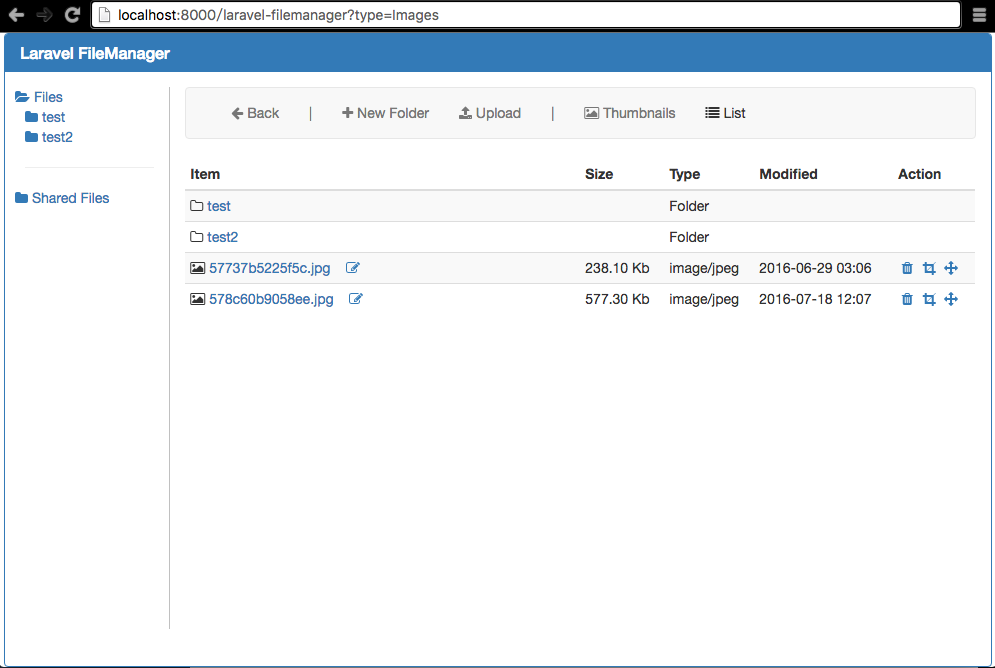 localhost:8000/laravel-filemanager?type=Images
Laravel FileManager
Files
test
test2
Shared Files
Back | New Folder Upload | Thumbnails List
Item Size Type Modified Action
test Folder
test2 Folder
57737b5225f5c.jpg 238.10 Kb image/jpeg 2016-06-29 03:06
578c60b9058ee.jpg 577.30 Kb image/jpeg 2016-07-18 12:07